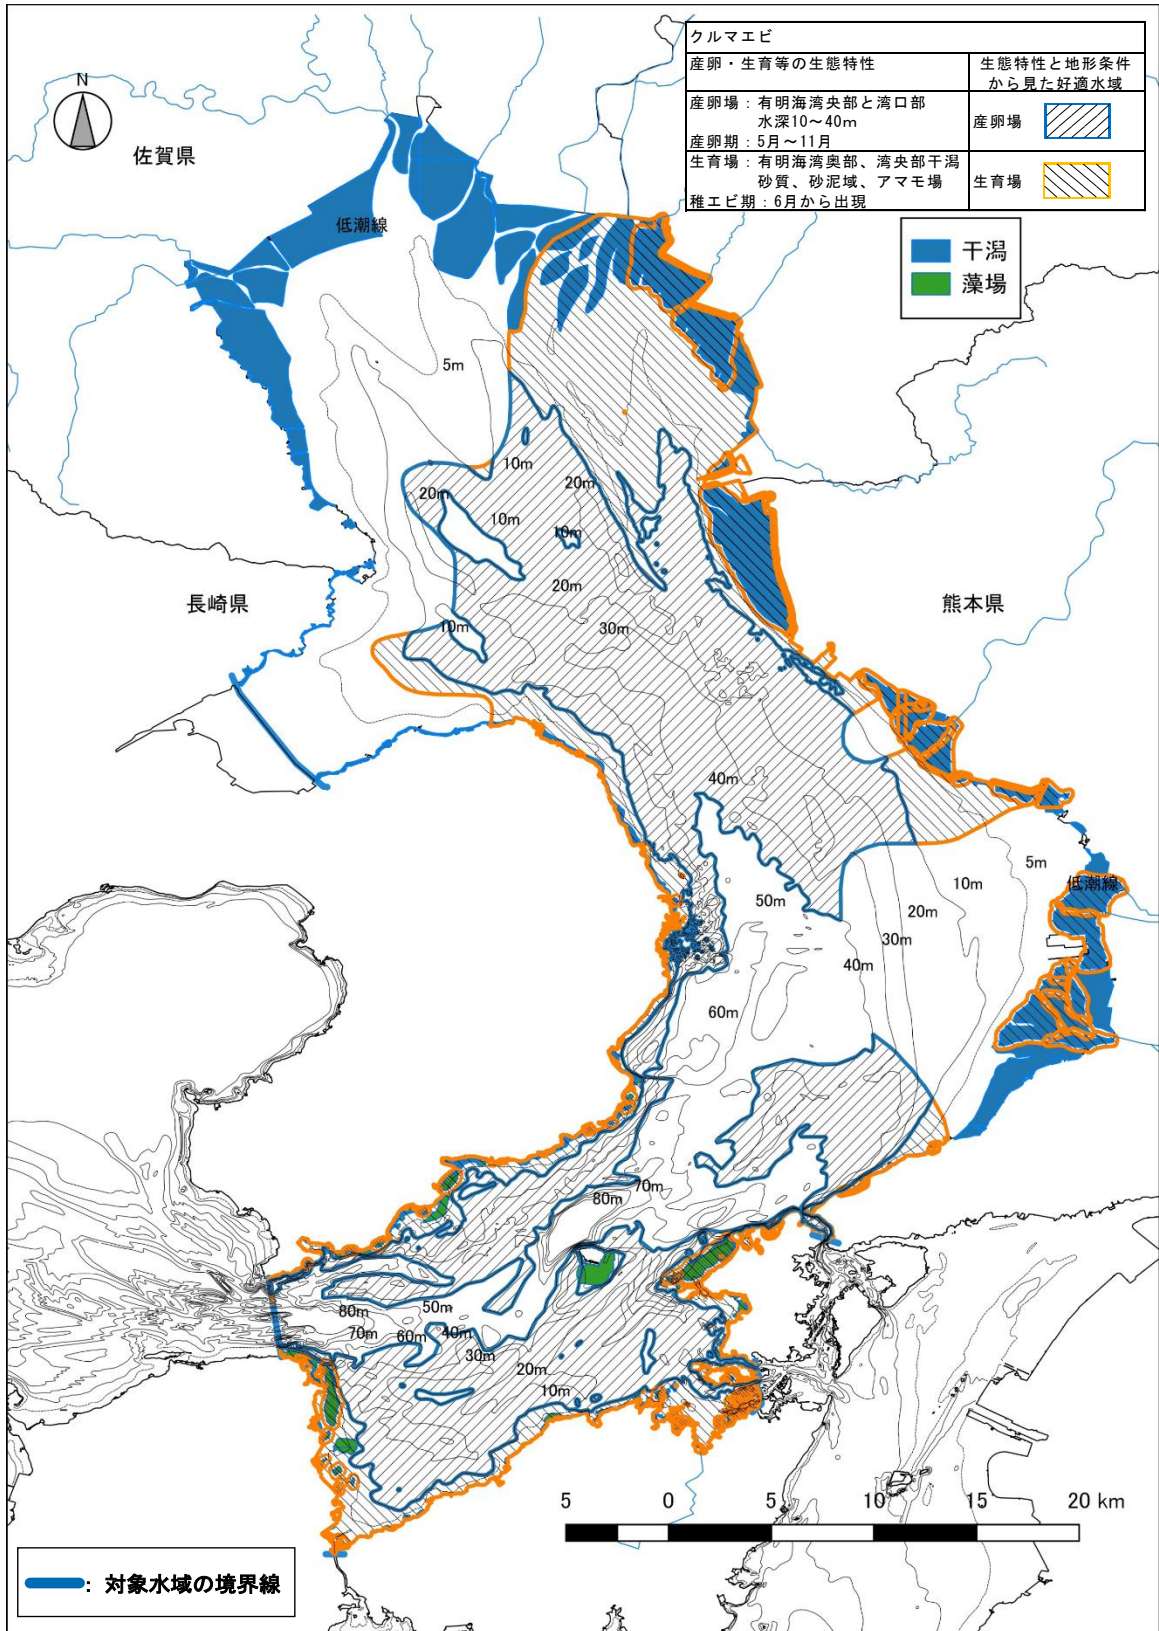 クルマエビ
産卵・生育等の生態特性
生態特性と地形条件
から見た好適水域
産卵場：有明海湾央部と湾口部
水深10～40m
産卵期：5月～11月
産卵場
生育場：有明海湾奥部、湾央部干潟
砂質、砂泥域、アマモ場
稚エビ期：6月から出現
生育場
N
佐賀県
低潮線
干潟
藻場
5m
10m
20m
20m
10m
10m
20m
長崎県
熊本県
10m
30m
40m
5m
低潮線
10m
50m
20m
30m
40m
60m
70m
80m
80m
50m
70m
60m
40m
30m
20m
10m
5 0 5 10 15 20 km
：対象水域の境界線